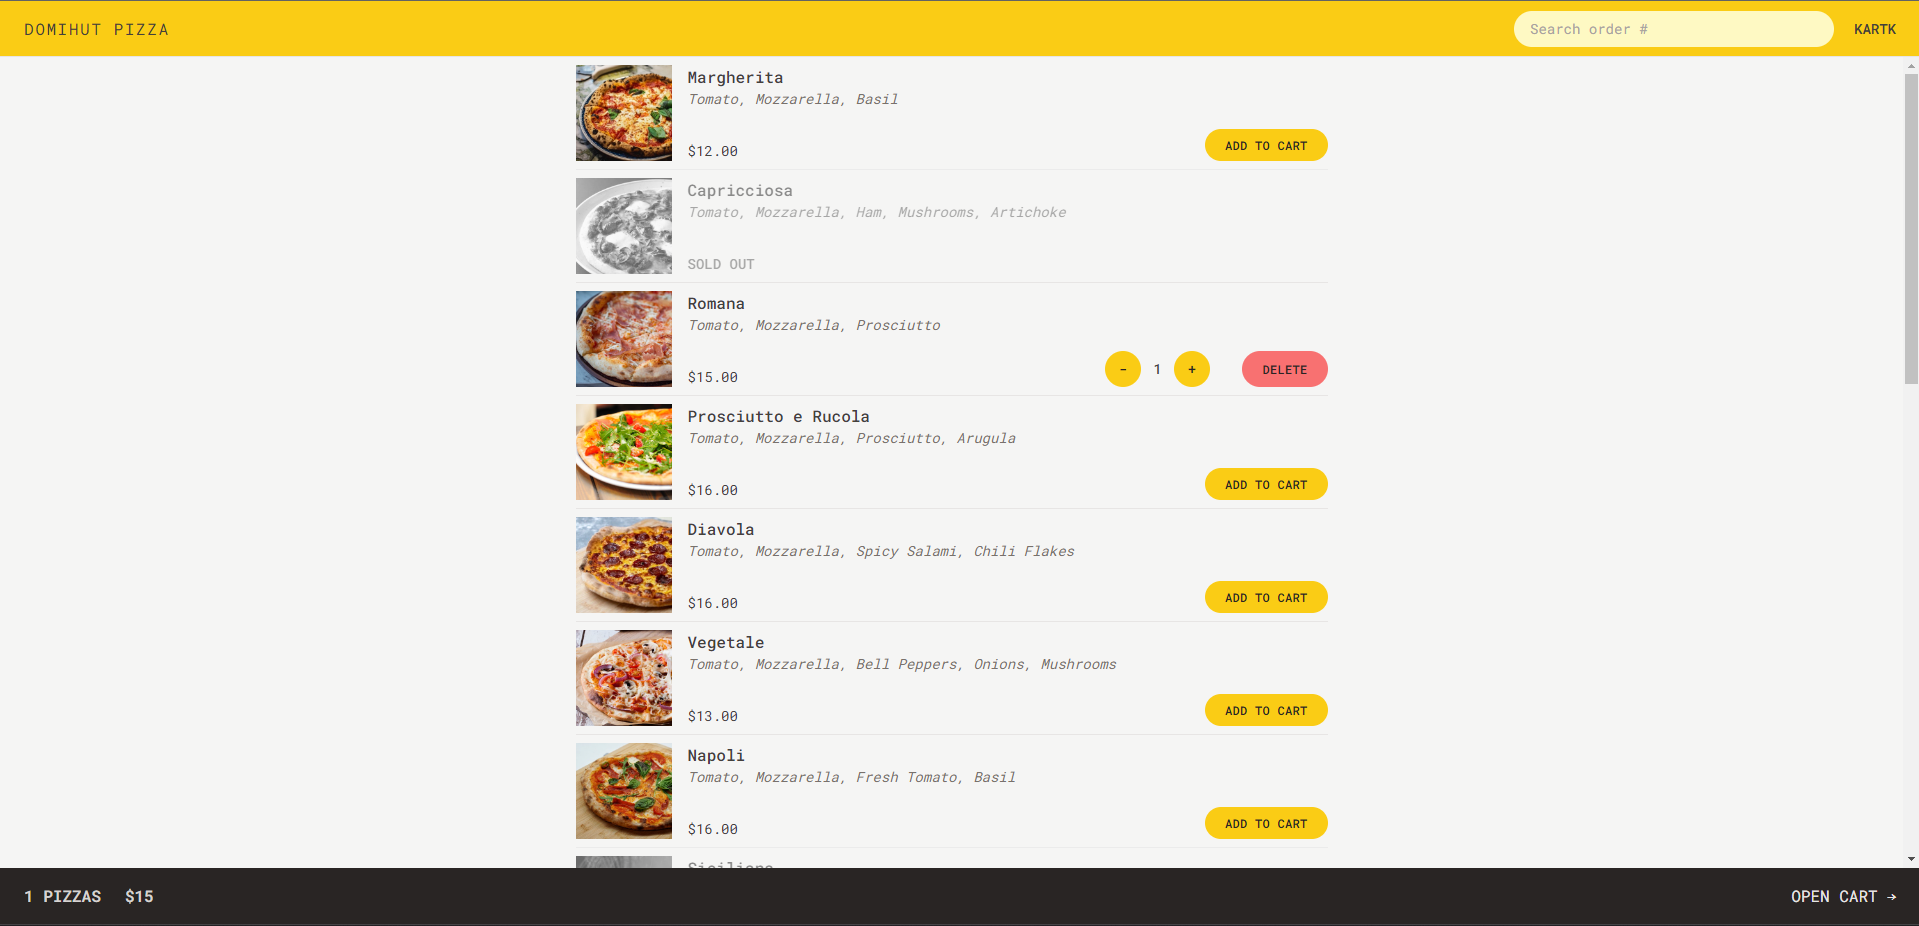 DOMIHUT PIZZA
Search order #
KARTK
Margherita
Tomato, Mozzarella, Basil
$12.00
ADD TO CART
Capricciosa
Tomato, Mozzarella, Ham, Mushrooms, Artichoke
SOLD OUT
Romana
Tomato, Mozzarella, Prosciutto
$15.00
- 1 +
DELETE
Prosciutto e Rucola
Tomato, Mozzarella, Prosciutto, Arugula
$16.00
ADD TO CART
Diavola
Tomato, Mozzarella, Spicy Salami, Chili Flakes
$16.00
ADD TO CART
Vegetale
Tomato, Mozzarella, Bell Peppers, Onions, Mushrooms
$13.00
ADD TO CART
Napoli
Tomato, Mozzarella, Fresh Tomato, Basil
$16.00
ADD TO CART
1 PIZZAS $15
OPEN CART →